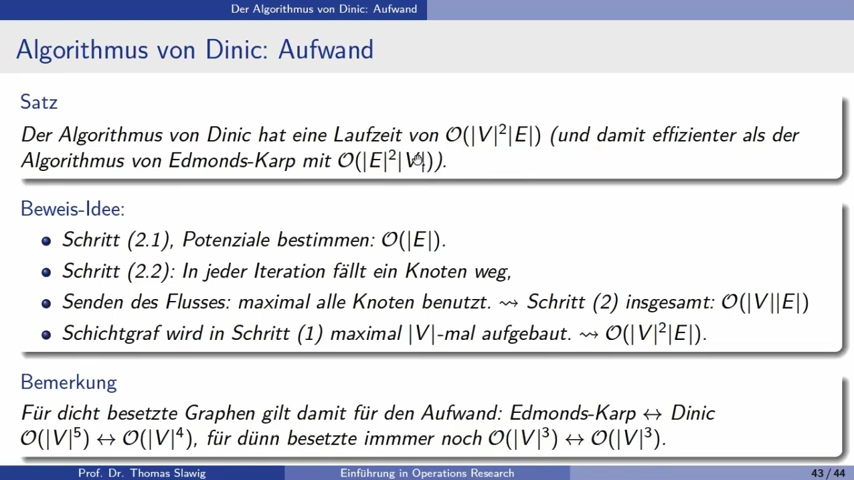 Der Algorithmus von Dinic: Aufwand
Algorithmus von Dinic: Aufwand
Satz
Der Algorithmus von Dinic hat eine Laufzeit von O(|V|²|E|) (und damit effizienter als der
Algorithmus von Edmonds-Karp mit O(|E|²|V|)).
Beweis-Idee:
Schritt (2.1), Potenziale bestimmen: O(|E|).
Schritt (2.2): In jeder Iteration fällt ein Knoten weg,
Senden des Flusses: maximal alle Knoten benutzt. ⇝ Schritt (2) insgesamt: O(|V||E|)
Schichtgraf wird in Schritt (1) maximal |V|-mal aufgebaut. ⇝ O(|V|²|E|).
Bemerkung
Für dicht besetzte Graphen gilt damit für den Aufwand: Edmonds-Karp ↔ Dinic
O(|V|⁵) ↔ O(|V|⁴), für dünn besetzte immmer noch O(|V|³) ↔ O(|V|³).
Prof. Dr. Thomas Slawig Einführung in Operations Research 43 / 44